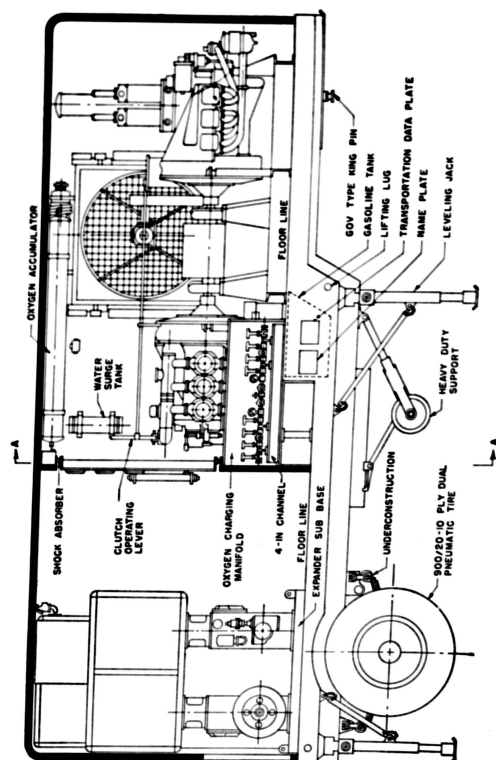 A
OXYGEN ACCUMULATOR
WATER
SURGE
TANK
SHOCK ABSORBER
CLUTCH
OPERATING
LEVER
OXYGEN CHARGING
MANIFOLD
4-IN CHANNEL
FLOOR LINE
EXPANDER SUB BASE
FLOOR LINE
GOV TYPE KING PIN
GASOLINE TANK
LIFTING LUG
TRANSPORTATION DATA PLATE
NAME PLATE
LEVELING JACK
HEAVY DUTY
SUPPORT
A
UNDERCONSTRUCTION
900/20-10 PLY DUAL
PNEUMATIC TIRE